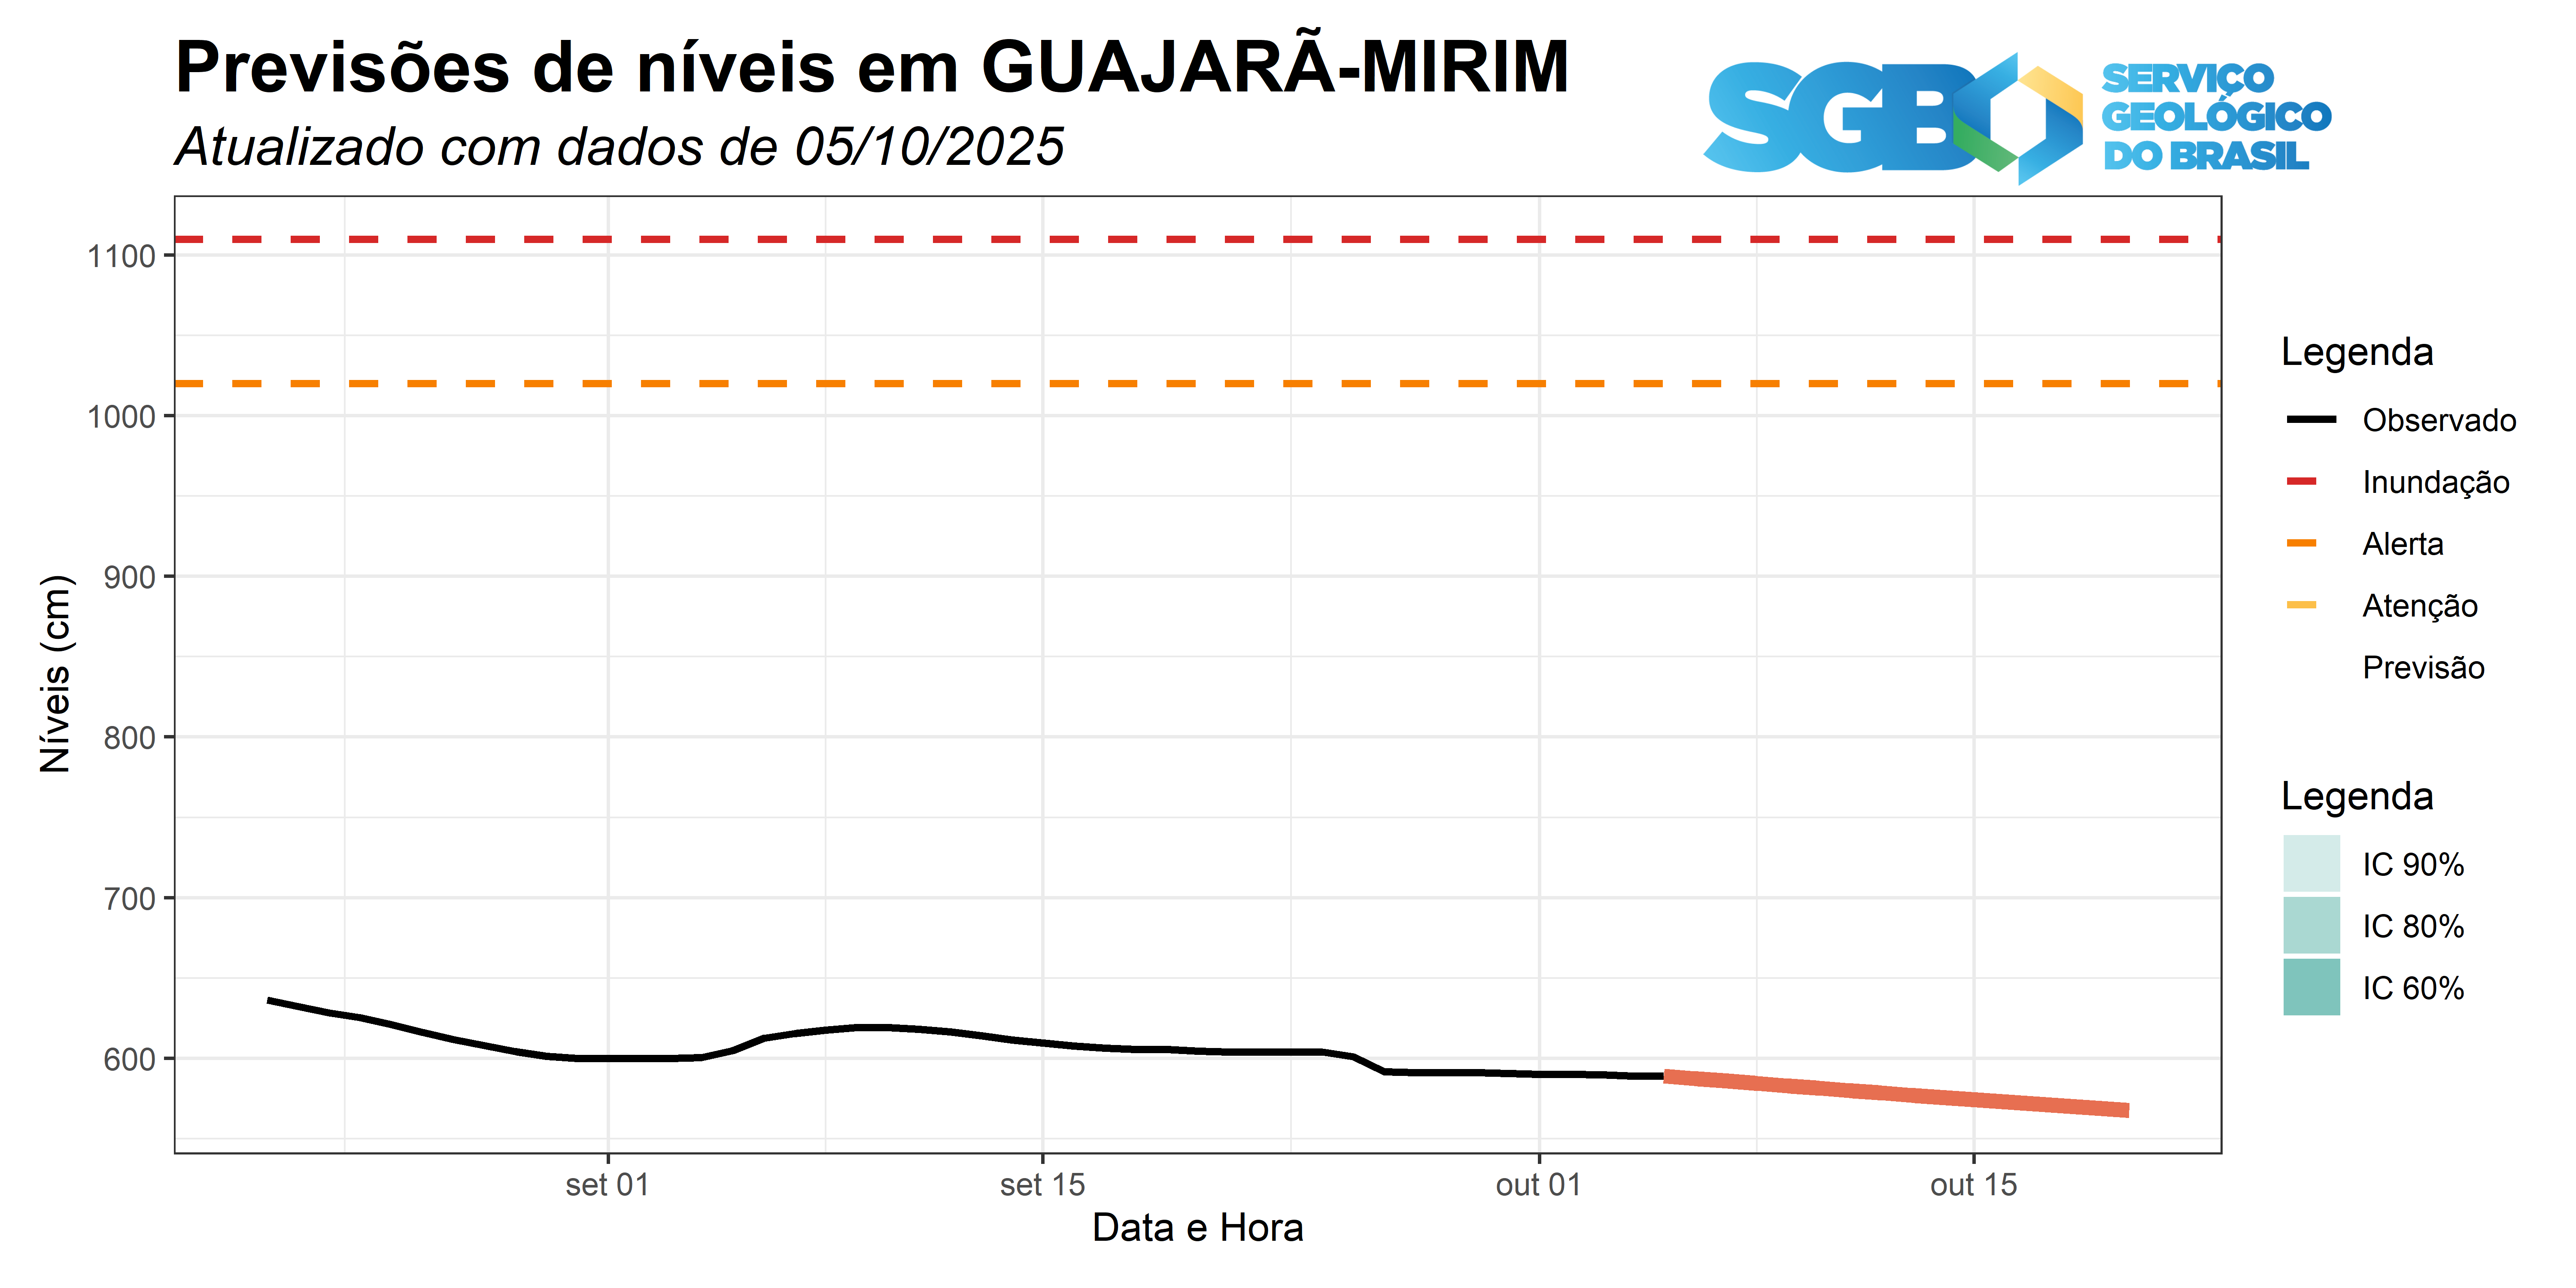 Previsões de níveis em GUAJARÃ-MIRIM
Atualizado com dados de 05/10/2025
SGB
SERVIÇO
GEOLÓGICO
DO BRASIL
Níveis (cm)
1100
1000
900
800
700
600
set 01
set 15
out 01
out 15
Data e Hora
Legenda
Observado
Inundação
Alerta
Atenção
Previsão
Legenda
IC 90%
IC 80%
IC 60%